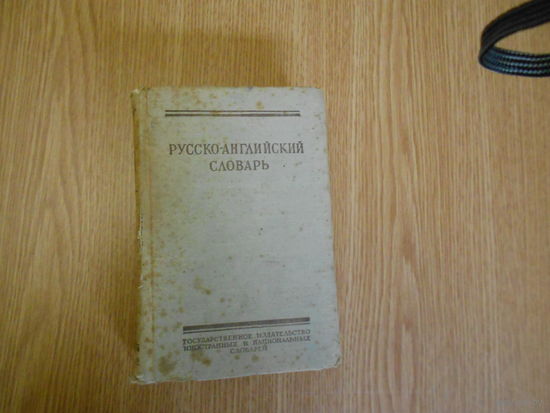 РУССКО-АНГЛИЙСКИЙ
СЛОВАРЬ
ГОСУДАРСТВЕННОЕ ИЗДАТЕЛЬСТВО
ИНОСТРАННЫХ И НАЦИОНАЛЬНЫХ
СЛОВАРЕЙ